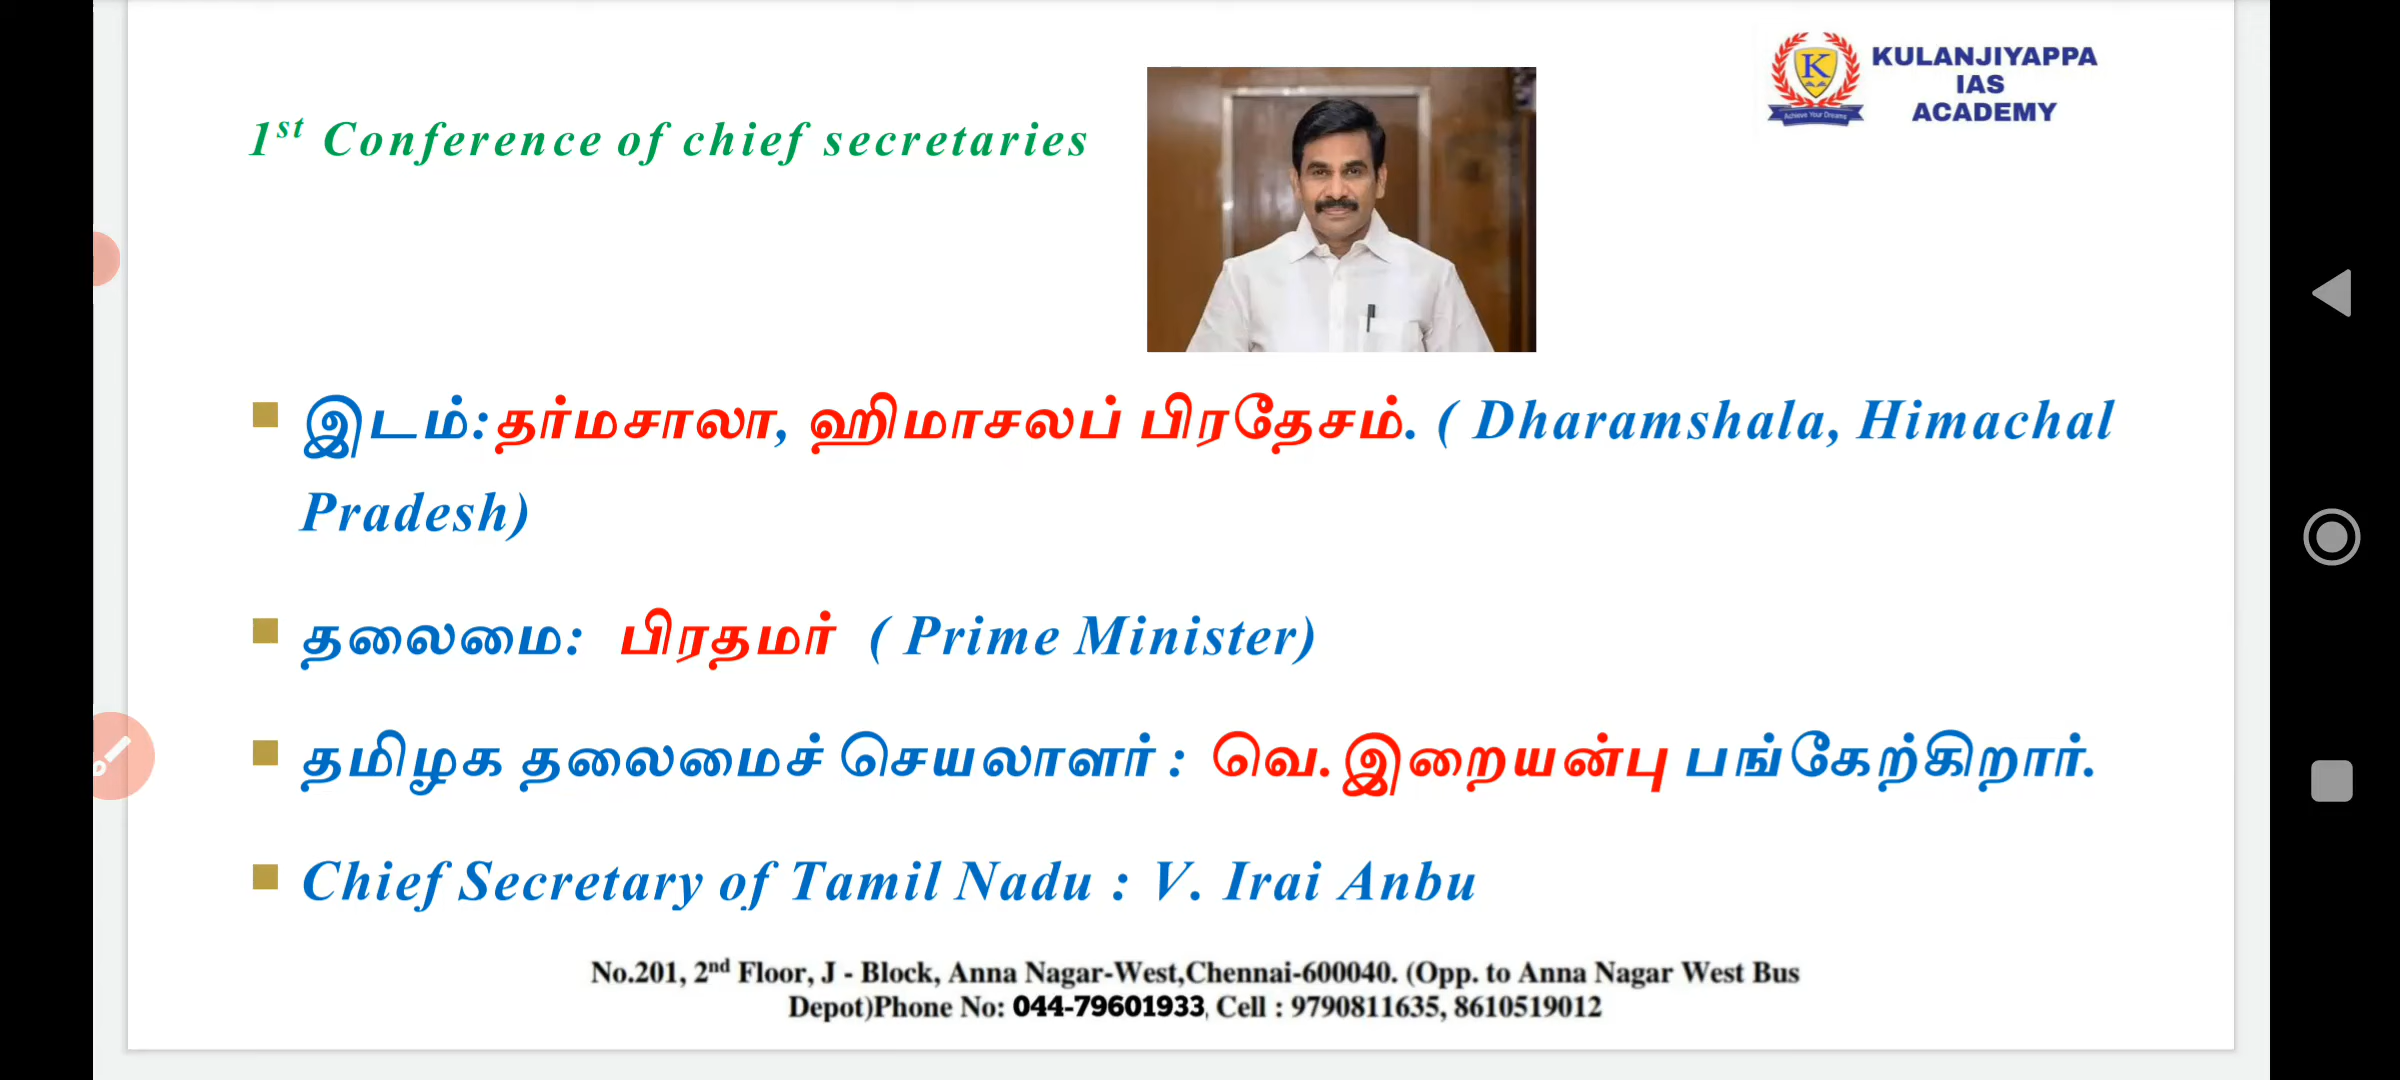 KULANJIYAPPA
IAS
ACADEMY
K
Achieve Your Dreams
1st Conference of chief secretaries
இடம்:தர்மசாலா, ஹிமாசலப் பிரதேசம். ( Dharamshala, Himachal
Pradesh)
தலைமை: பிரதமர் ( Prime Minister)
தமிழக தலைமைச் செயலாளர் : வெ.இறையன்பு பங்கேற்கிறார்.
Chief Secretary of Tamil Nadu : V. Irai Anbu
No.201, 2nd Floor, J - Block, Anna Nagar-West,Chennai-600040. (Opp. to Anna Nagar West Bus
Depot)Phone No: 044-79601933, Cell : 9790811635, 8610519012